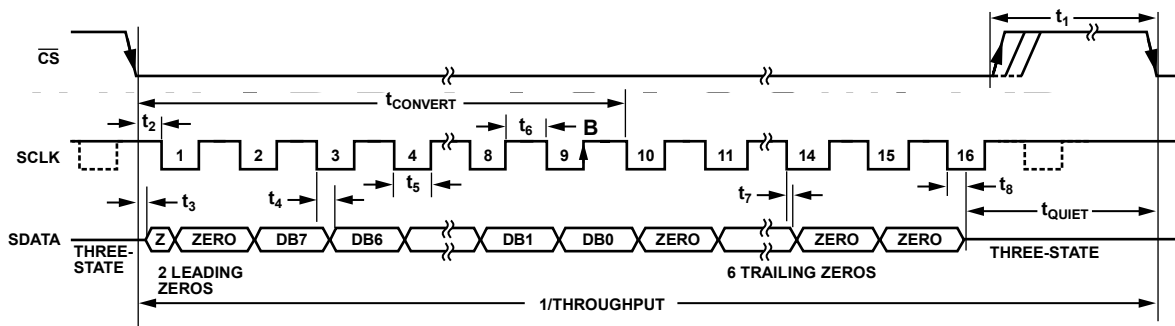 t1
CS
tCONVERT
t2
t6
B
SCLK
1 2 3 4 8 9 10 11 14 15 16
t3
t4
t5
t7
t8
tQUIET
SDATA
Z ZERO DB7 DB6 DB1 DB0 ZERO ZERO ZERO
THREE-
STATE
2 LEADING
ZEROS
6 TRAILING ZEROS
THREE-STATE
1/THROUGHPUT